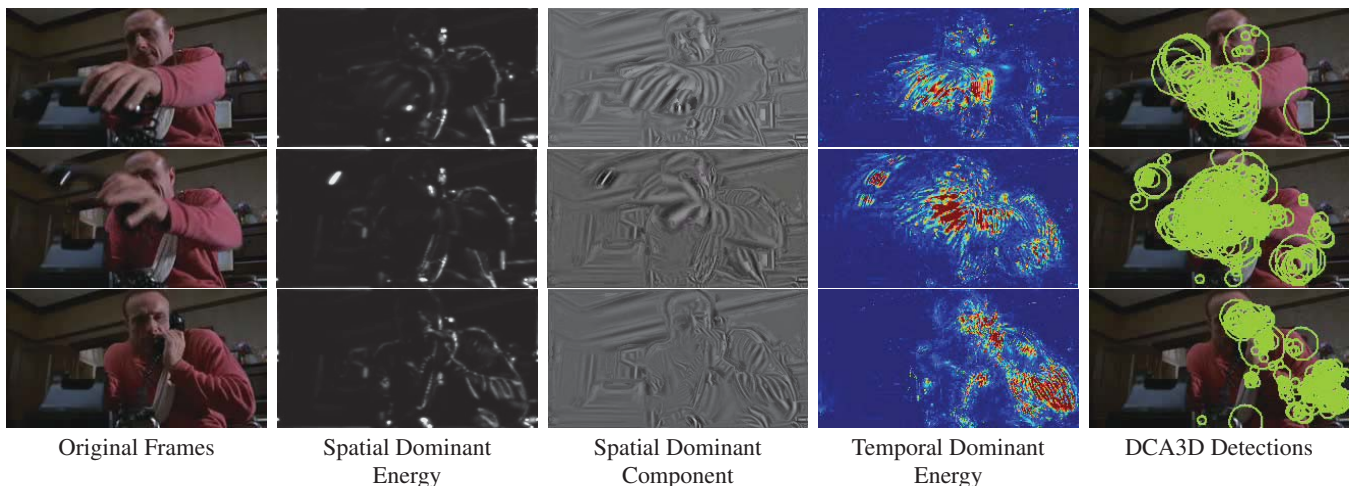 Original Frames
Spatial Dominant
Energy
Spatial Dominant
Component
Temporal Dominant
Energy
DCA3D Detections